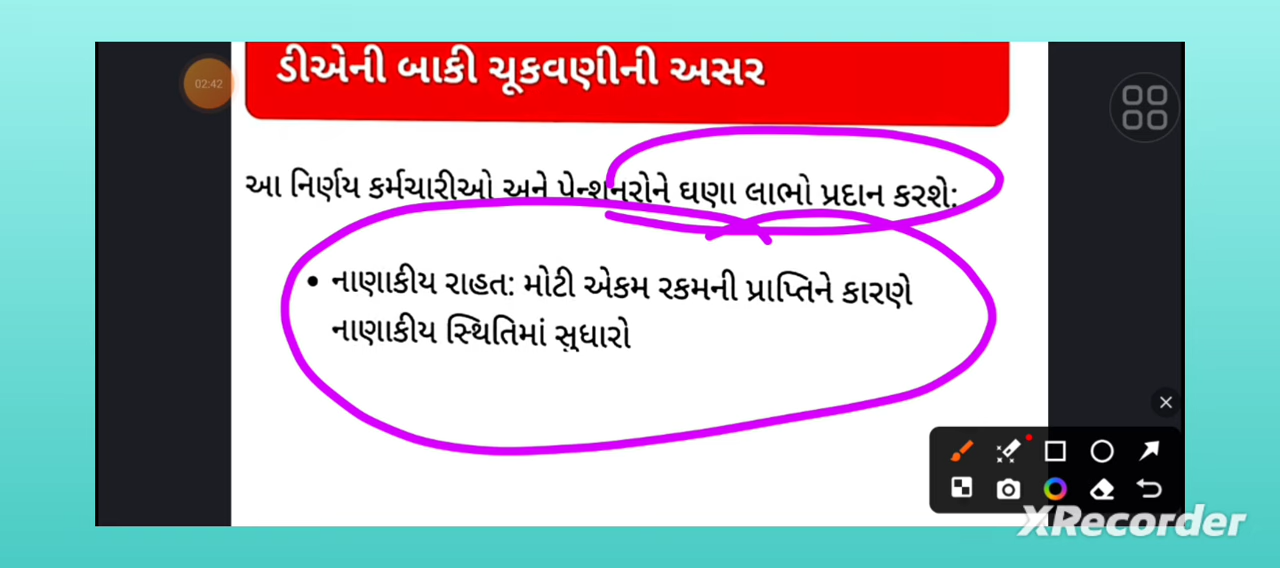 ડીએની બાકી ચૂકવણીની અસર
02:42
આ નિર્ણય કર્મચારીઓ અને પેન્શનરોને ઘણા લાભો પ્રદાન કરશે:
• નાણાકીય રાહત: મોટી એકમ રકમની પ્રાપ્તિને કારણે
નાણાકીય સ્થિતિમાં સુધારો
XRecorder